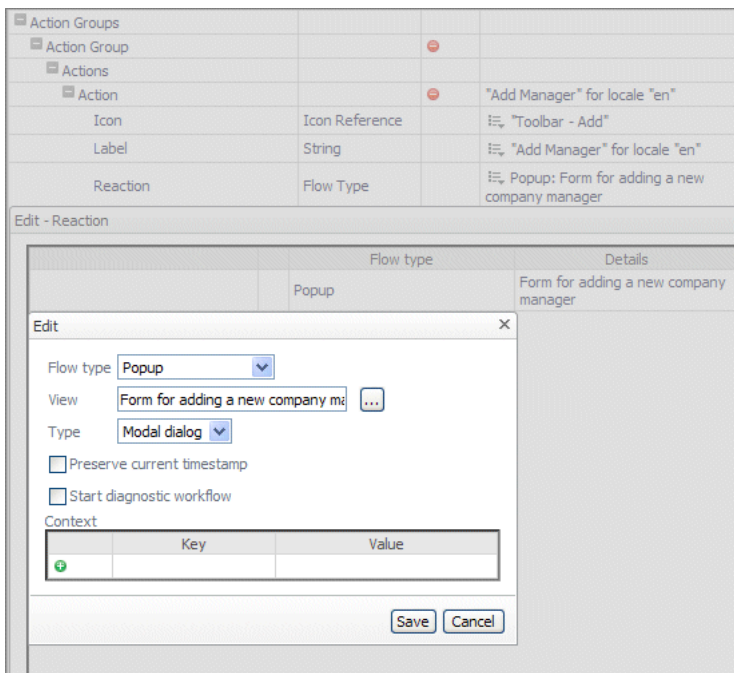 Action Groups
Action Group
Actions
Action "Add Manager" for locale "en"
Icon Icon Reference "Toolbar - Add"
Label String "Add Manager" for locale "en"
Reaction Flow Type Popup: Form for adding a new
company manager
Edit - Reaction
Flow type Details
Popup Form for adding a new company
manager
Edit
Flow type Popup
View Form for adding a new company ma ...
Type Modal dialog
Preserve current timestamp
Start diagnostic workflow
Context
Key Value
Save Cancel